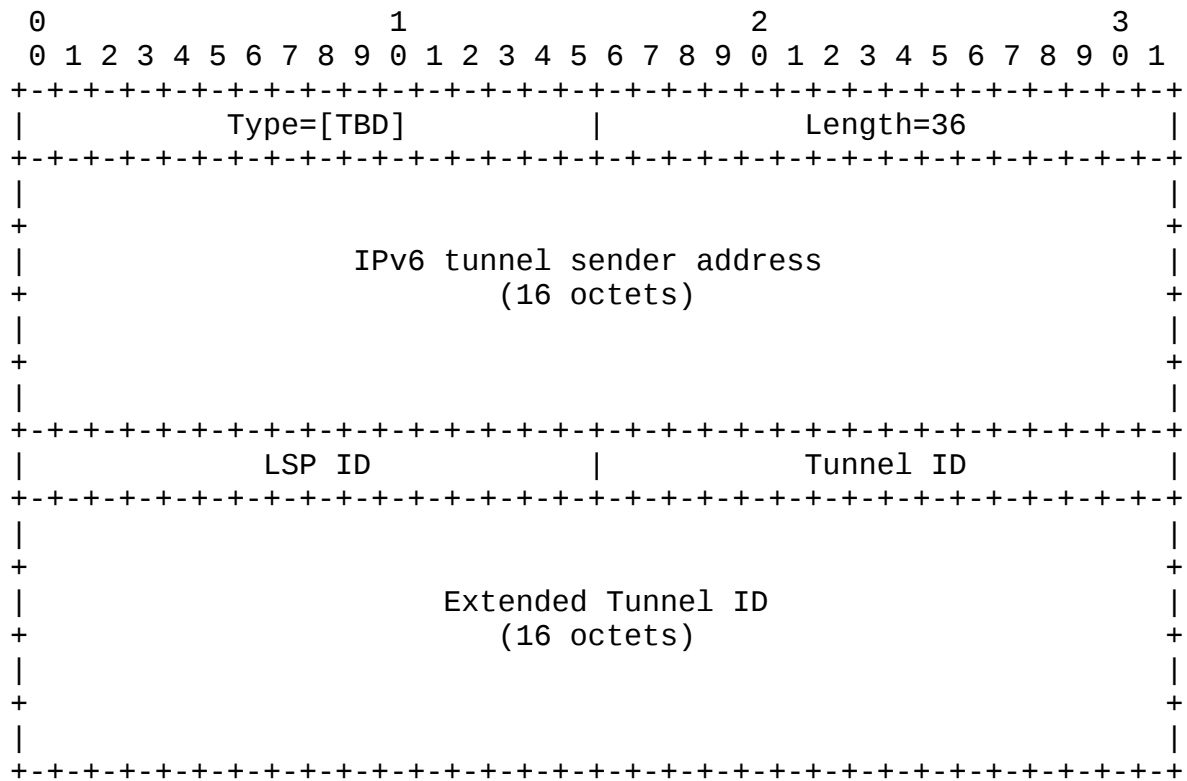 0                   1                   2                   3
 0 1 2 3 4 5 6 7 8 9 0 1 2 3 4 5 6 7 8 9 0 1 2 3 4 5 6 7 8 9 0 1
+-+-+-+-+-+-+-+-+-+-+-+-+-+-+-+-+-+-+-+-+-+-+-+-+-+-+-+-+-+-+-+-+
|           Type=[TBD]          |           Length=36           |
+-+-+-+-+-+-+-+-+-+-+-+-+-+-+-+-+-+-+-+-+-+-+-+-+-+-+-+-+-+-+-+-+
|                                                               |
+                                                               +
|                  IPv6 tunnel sender address                   |
+                          (16 octets)                          +
|                                                               |
+                                                               +
|                                                               |
+-+-+-+-+-+-+-+-+-+-+-+-+-+-+-+-+-+-+-+-+-+-+-+-+-+-+-+-+-+-+-+-+
|             LSP ID            |           Tunnel ID           |
+-+-+-+-+-+-+-+-+-+-+-+-+-+-+-+-+-+-+-+-+-+-+-+-+-+-+-+-+-+-+-+-+
|                                                               |
+                                                               +
|                       Extended Tunnel ID                      |
+                          (16 octets)                          +
|                                                               |
+                                                               +
|                                                               |
+-+-+-+-+-+-+-+-+-+-+-+-+-+-+-+-+-+-+-+-+-+-+-+-+-+-+-+-+-+-+-+-+